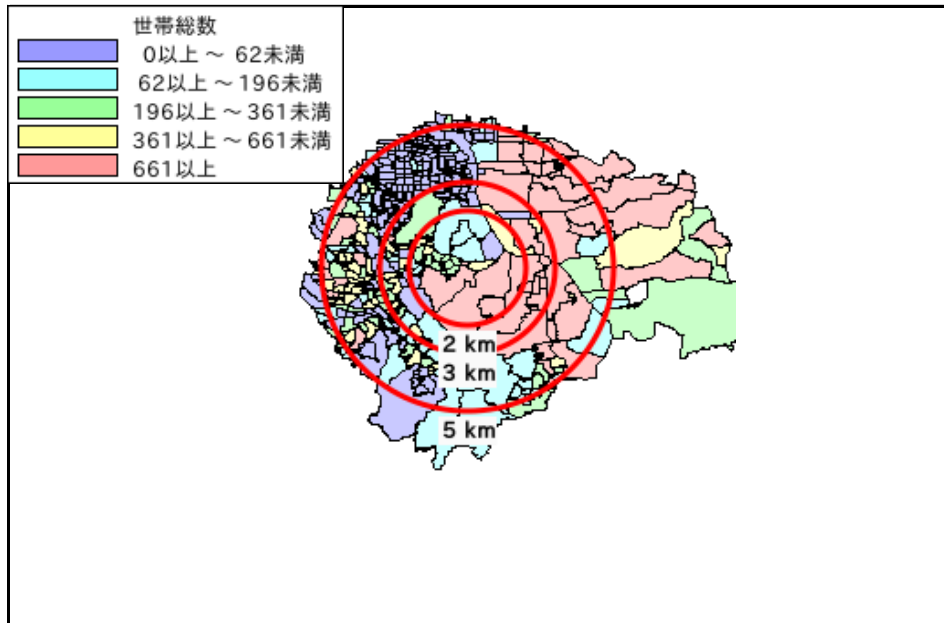 世帯総数
0以上 ～ 62未満
62以上 ～ 196未満
196以上 ～ 361未満
361以上 ～ 661未満
661以上
2 km
3 km
5 km